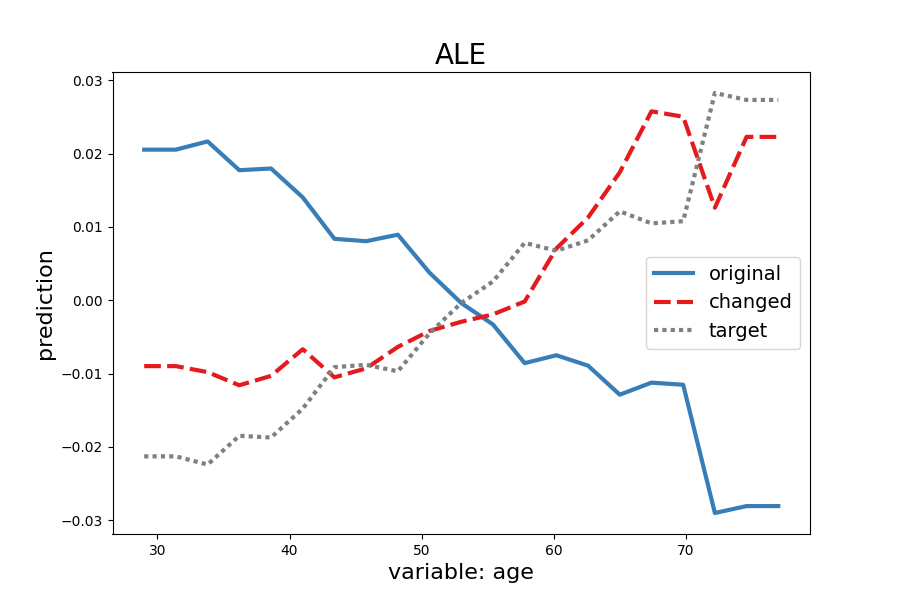 ALE
prediction
0.03
0.02
0.01
0.00
−0.01
−0.02
−0.03
original
changed
target
30 40 50 60 70
variable: age